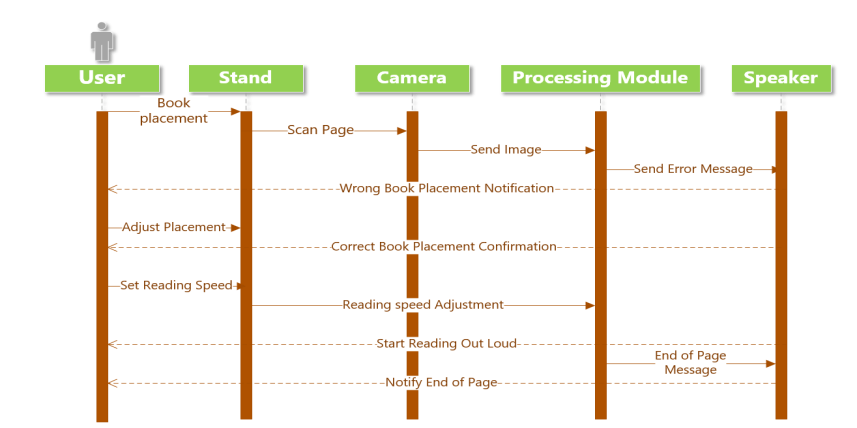 User
Stand
Camera
Processing Module
Speaker
Book
placement
Scan Page
Send Image
Send Error Message
Wrong Book Placement Notification
Adjust Placement
Correct Book Placement Confirmation
Set Reading Speed
Reading speed Adjustment
Start Reading Out Loud
End of Page
Message
Notify End of Page